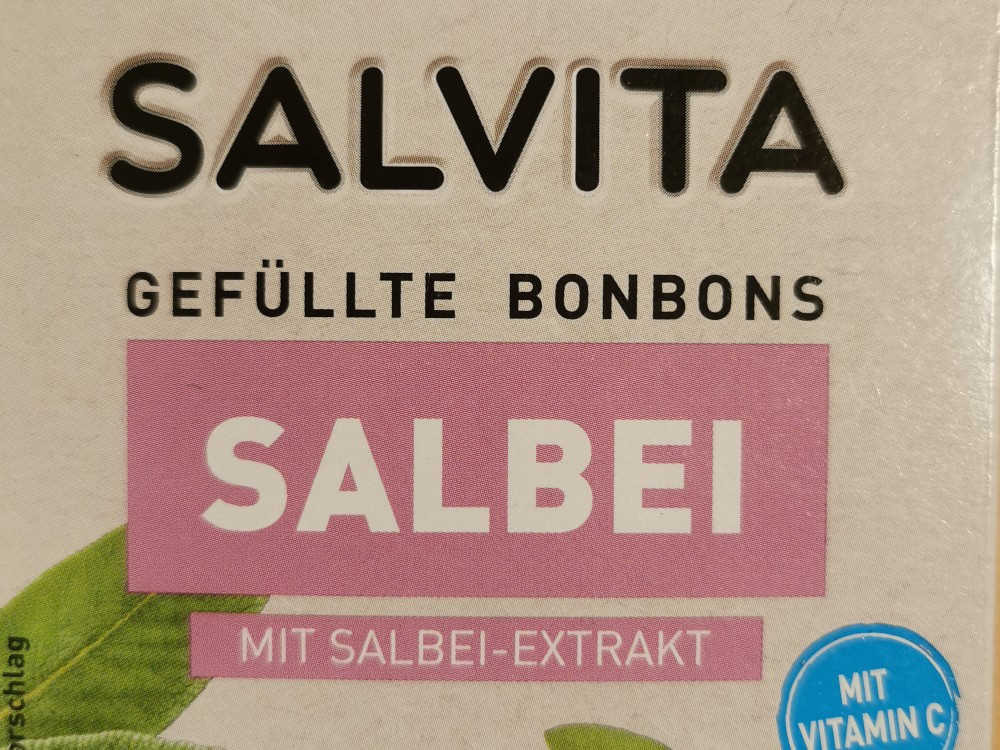 SALVITA
GEFÜLLTE BONBONS
SALBEI
MIT SALBEI-EXTRAKT
MIT
VITAMIN C